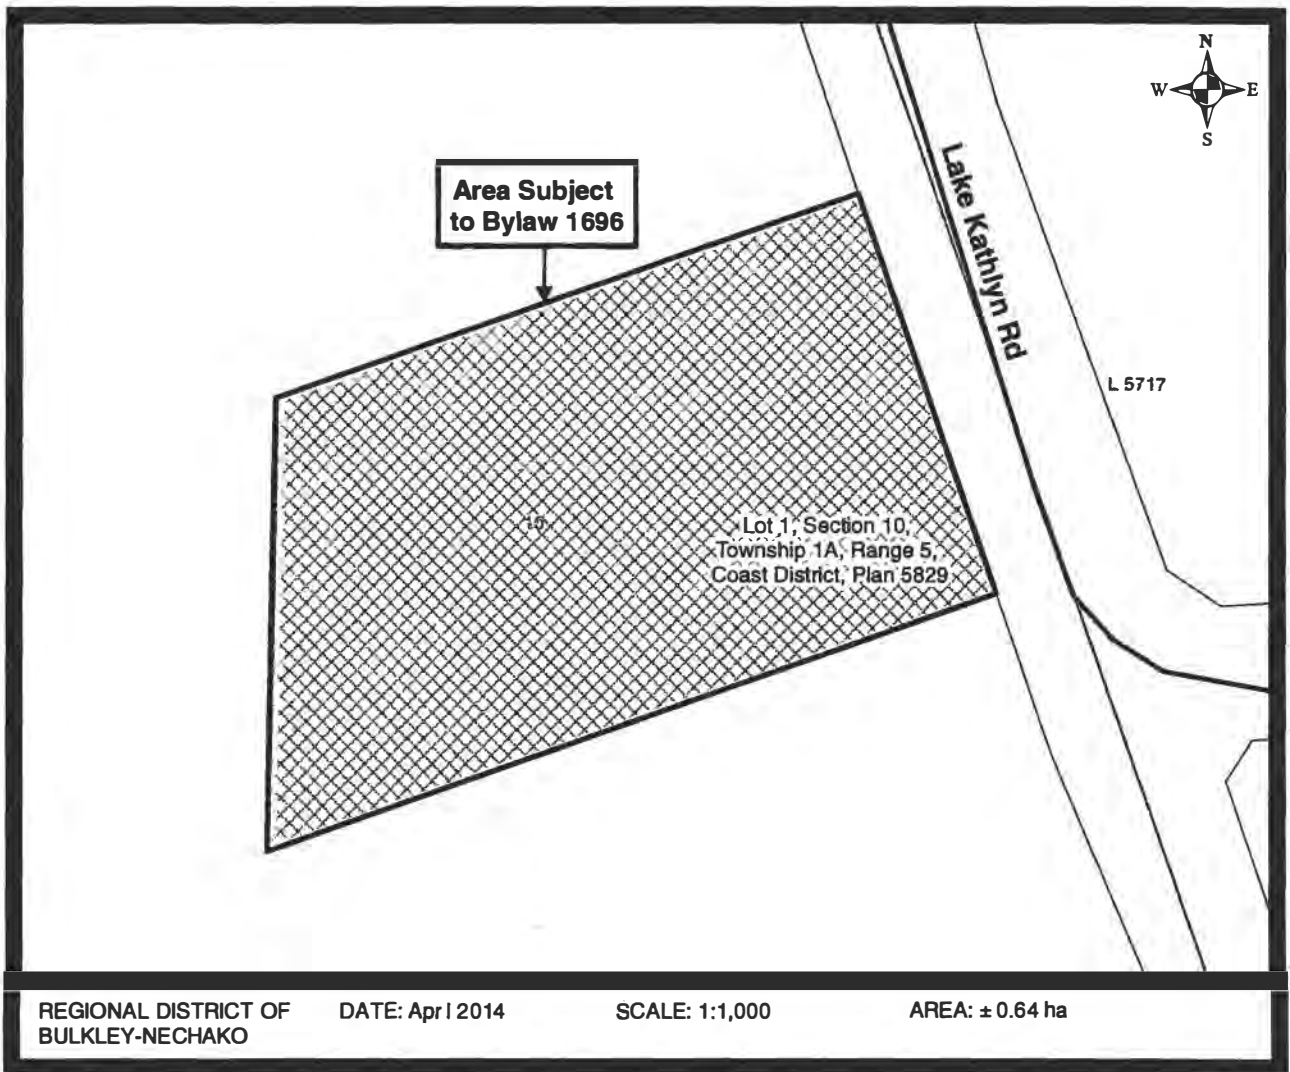 N
W E
S
Area Subject
to Bylaw 1696
Lake Kathlyn Rd
L 5717
Lot 1, Section 10,
Township 1A, Range 5,
Coast District, Plan 5829
REGIONAL DISTRICT OF
BULKLEY-NECHAKO
DATE: Apr l 2014
SCALE: 1:1,000
AREA: ± 0.64 ha